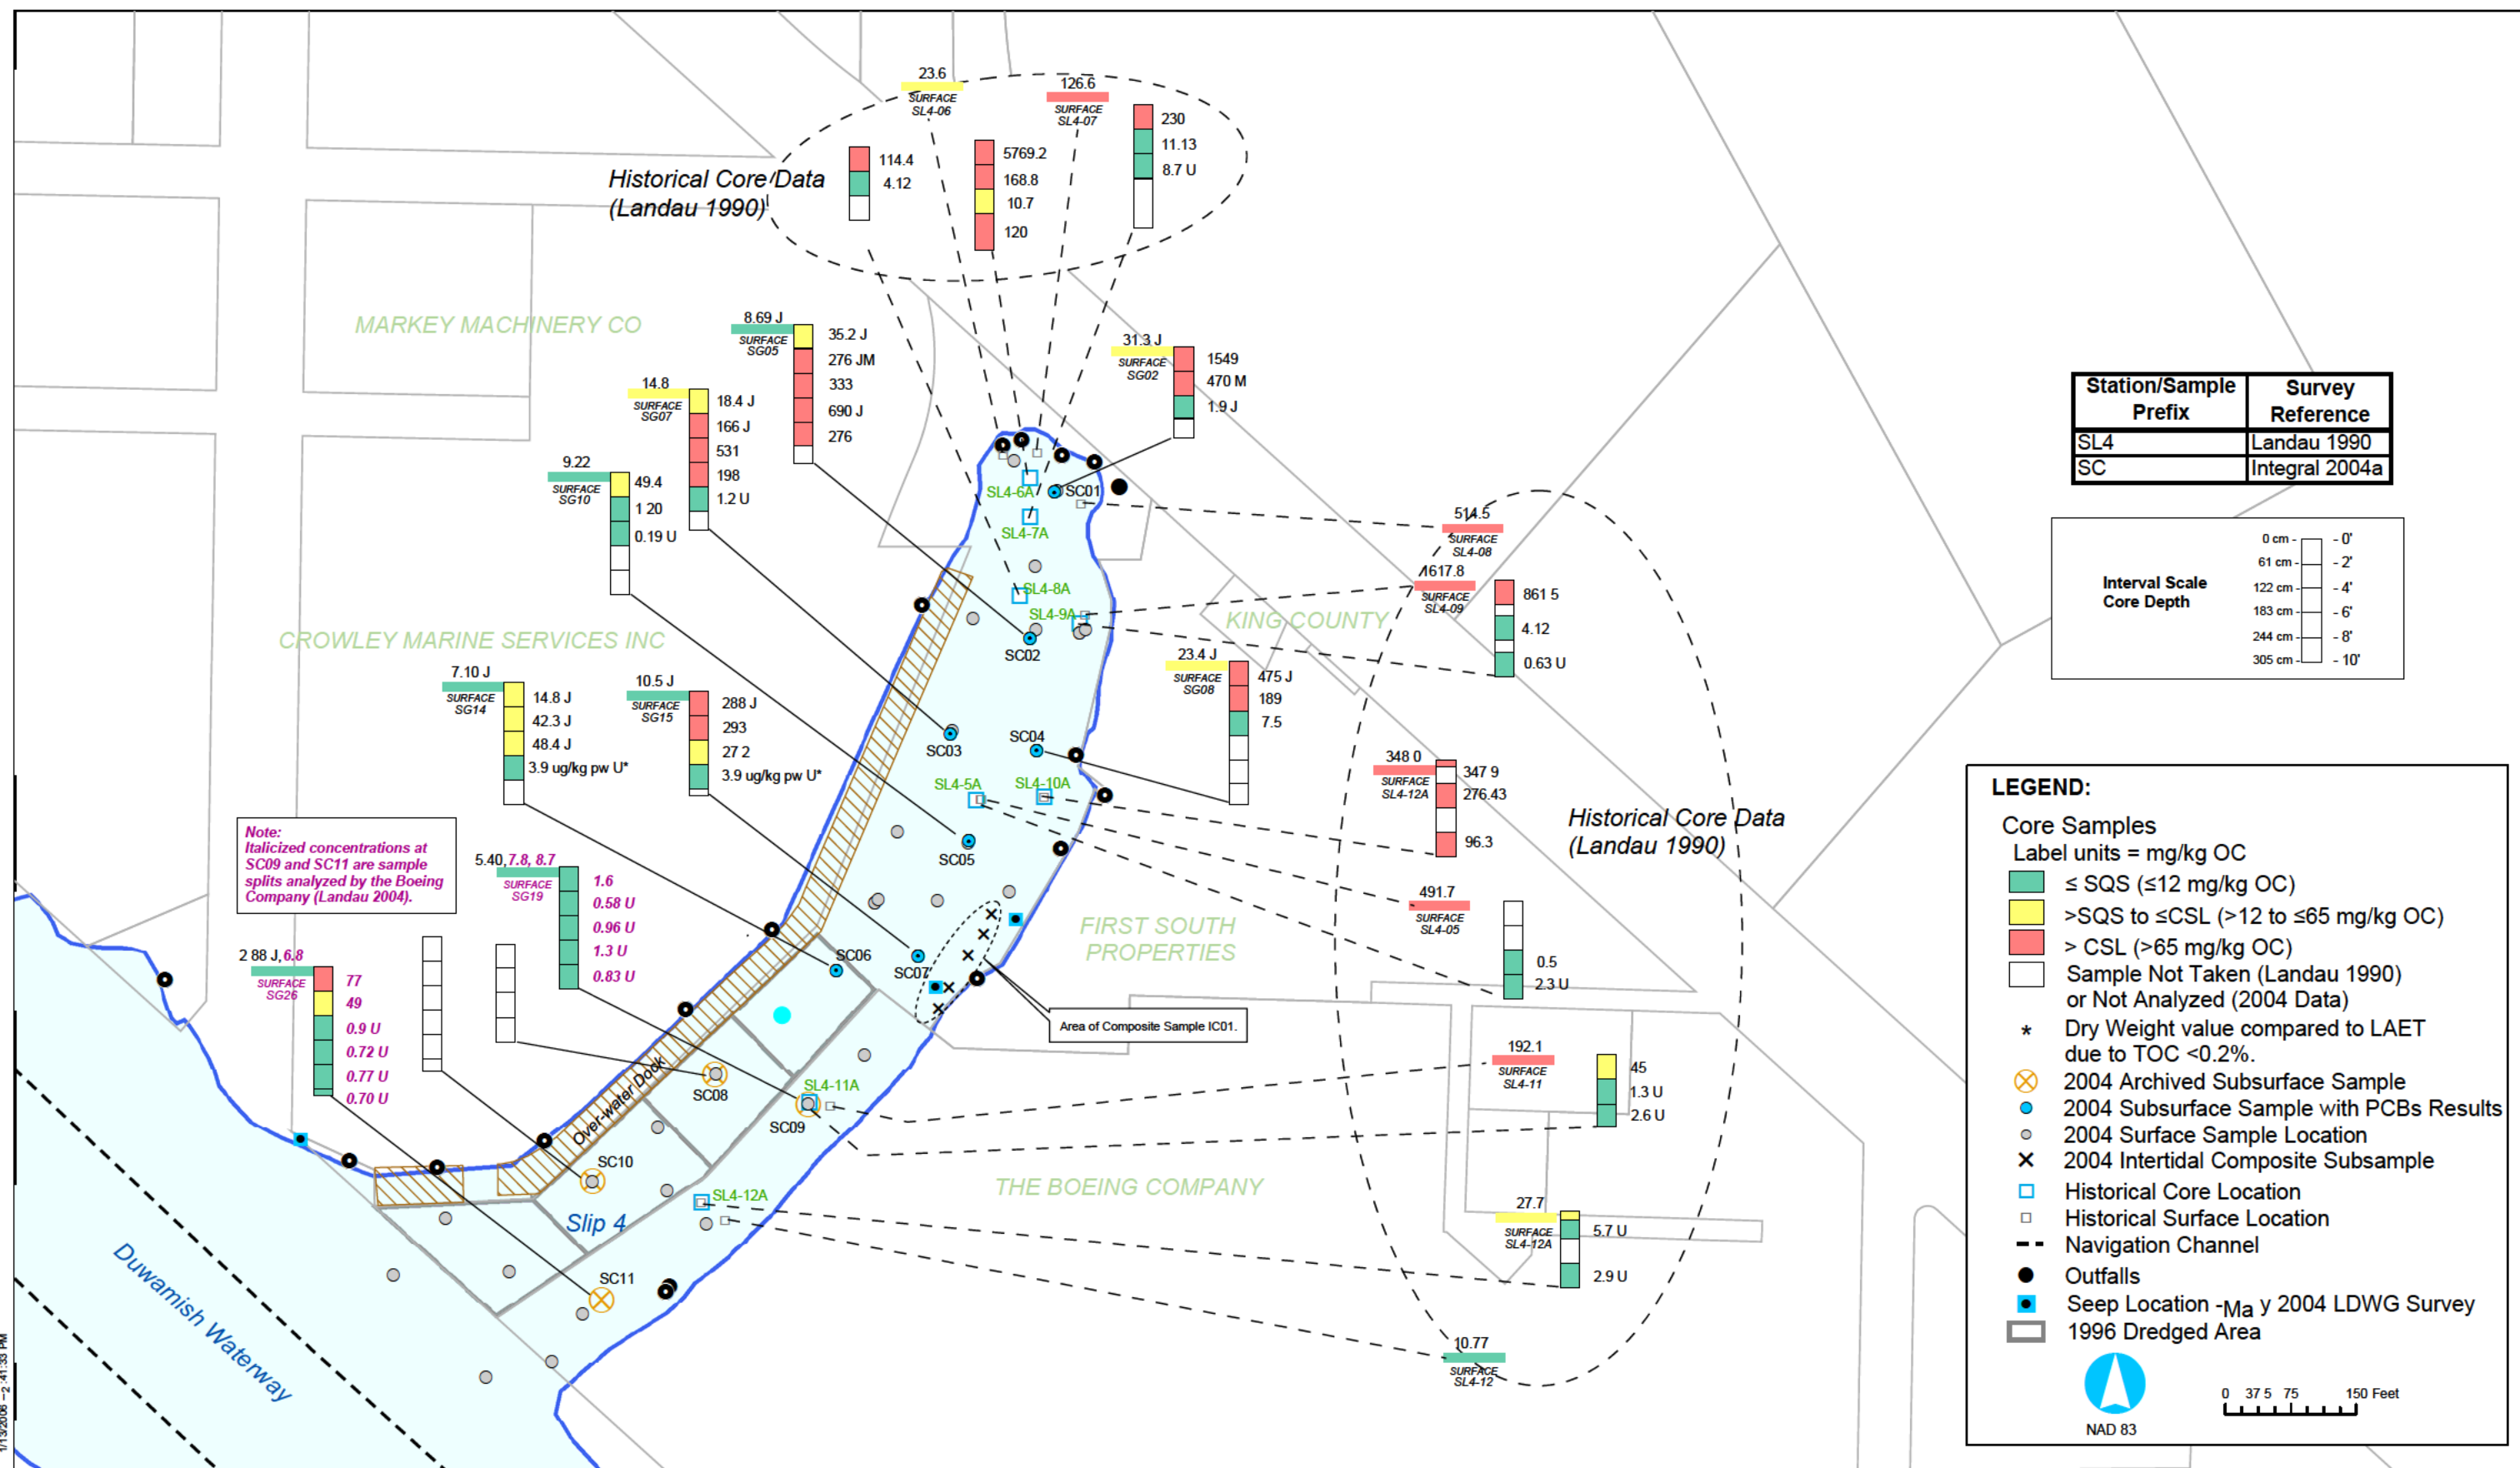 23.6
SURFACE
SL4-06
126.6
SURFACE
SL4-07
230
11.13
8.7 U
114.4
4.12
5769.2
168.8
10.7
120
Historical Core Data
(Landau 1990)
MARKEY MACHINERY CO
8.69 J
SURFACE
SG05
35.2 J
276 JM
333
690 J
276
31.3 J
SURFACE
SG02
1549
470 M
1.9 J
14.8
SURFACE
SG07
18.4 J
166 J
531
198
1.2 U
9.22
SURFACE
SG10
49.4
1 20
0.19 U
Station/Sample Prefix
Survey Reference
SL4
Landau 1990
SC
Integral 2004a
Interval Scale
Core Depth
0 cm - - 0'
61 cm - - 2'
122 cm - - 4'
183 cm - - 6'
244 cm - - 8'
305 cm - - 10'
SL4-6A
SC01
SL4-7A
SL4-8A
SL4-9A
SC02
SC03
SC04
SL4-5A
SL4-10A
SC05
SC06
SC07
514.5
SURFACE
SL4-08
1617.8
SURFACE
SL4-09
861 5
4.12
0.63 U
KING COUNTY
CROWLEY MARINE SERVICES INC
23.4 J
SURFACE
SG08
475 J
189
7.5
7.10 J
SURFACE
SG14
14.8 J
42.3 J
48.4 J
3.9 ug/kg pw U*
10.5 J
SURFACE
SG15
288 J
293
27 2
3.9 ug/kg pw U*
348 0
SURFACE
SL4-12A
347 9
276.43
96.3
Historical Core Data
(Landau 1990)
491.7
SURFACE
SL4-05
0.5
2.3 U
Note:
Italicized concentrations at
SC09 and SC11 are sample
splits analyzed by the Boeing
Company (Landau 2004).
5.40, 7.8, 8.7
SURFACE
SG19
1.6
0.58 U
0.96 U
1.3 U
0.83 U
2 88 J, 6.8
SURFACE
SG26
77
49
0.9 U
0.72 U
0.77 U
0.70 U
FIRST SOUTH
PROPERTIES
Area of Composite Sample IC01.
192.1
SURFACE
SL4-11
45
1.3 U
2.6 U
Over-water Dock
SC08
SL4-11A
SC09
SC10
SL4-12A
Slip 4
SC11
THE BOEING COMPANY
27.7
SURFACE
SL4-12A
5.7 U
2.9 U
10.77
SURFACE
SL4-12
Duwamish Waterway
LEGEND:
Core Samples
Label units = mg/kg OC
≤ SQS (≤12 mg/kg OC)
>SQS to ≤CSL (>12 to ≤65 mg/kg OC)
> CSL (>65 mg/kg OC)
Sample Not Taken (Landau 1990)
or Not Analyzed (2004 Data)
* Dry Weight value compared to LAET
due to TOC <0.2%.
2004 Archived Subsurface Sample
2004 Subsurface Sample with PCBs Results
2004 Surface Sample Location
2004 Intertidal Composite Subsample
Historical Core Location
Historical Surface Location
Navigation Channel
Outfalls
Seep Location -Ma y 2004 LDWG Survey
1996 Dredged Area
NAD 83
0 37 5 75 150 Feet